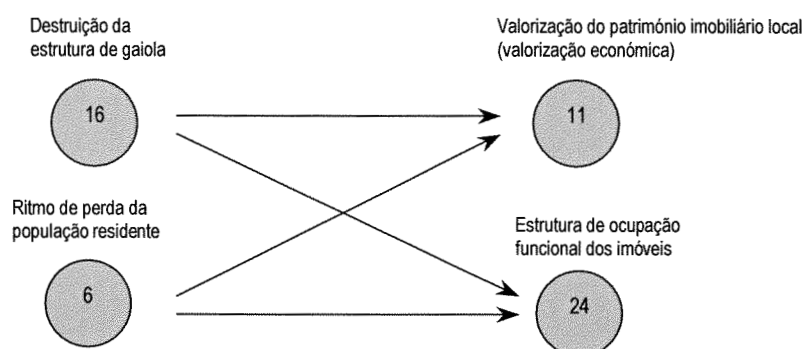 Destruição da
estrutura de gaiola
16
Valorização do património imobiliário local
(valorização económica)
11
Ritmo de perda da
população residente
6
Estrutura de ocupação
funcional dos imóveis
24